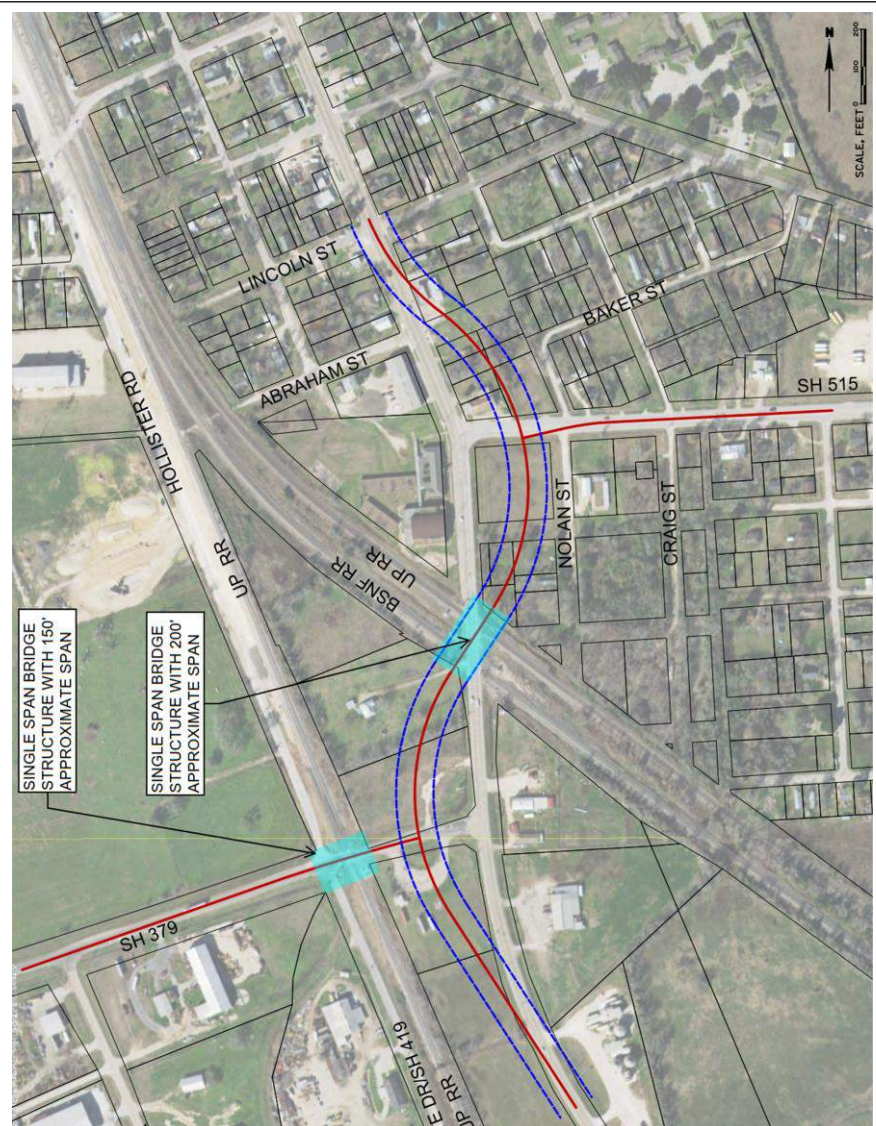 N
0 100 200
SCALE, FEET
LINCOLN ST
ABRAHAM ST
BAKER ST
SH 515
HOLLISTER RD
UP RR
BSNF RR
UP RR
NOLAN ST
CRAIG ST
SINGLE SPAN BRIDGE
STRUCTURE WITH 150'
APPROXIMATE SPAN
SINGLE SPAN BRIDGE
STRUCTURE WITH 200'
APPROXIMATE SPAN
SH 379
E DR/SH 419
UP RR